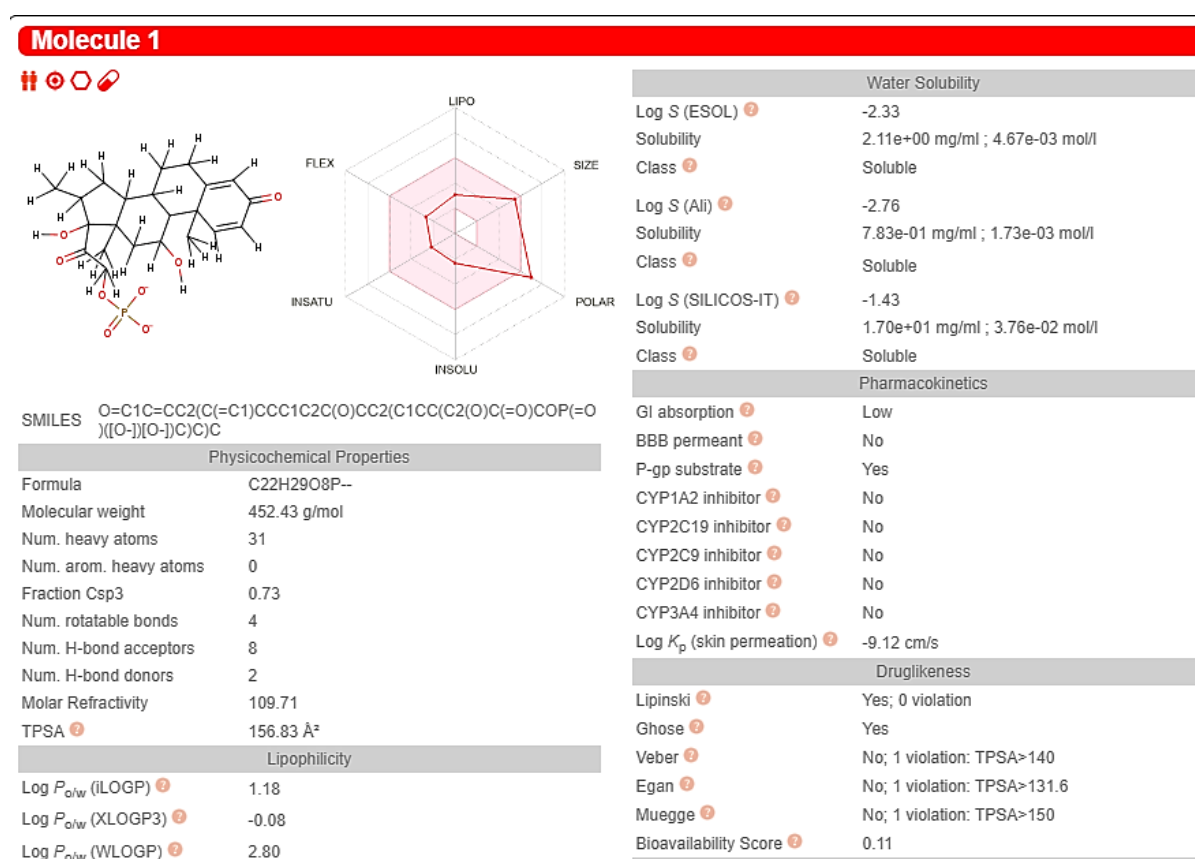 Molecule 1
LIPO
FLEX
SIZE
INSATU
POLAR
INSOLU
H H H H H H H H H H H H H H H H H H H H H H
O O O O O O⁻ O⁻ O P
SMILES O=C1C=CC2(C(=C1)CCC1C2C(O)CC2(C1CC(C2(O)C(=O)COP(=O
)([O-])[O-])C)C)C
Physicochemical Properties
Formula C22H29O8P--
Molecular weight 452.43 g/mol
Num. heavy atoms 31
Num. arom. heavy atoms 0
Fraction Csp3 0.73
Num. rotatable bonds 4
Num. H-bond acceptors 8
Num. H-bond donors 2
Molar Refractivity 109.71
TPSA ? 156.83 Å²
Lipophilicity
Log Po/w (iLOGP) ? 1.18
Log Po/w (XLOGP3) ? -0.08
Log Po/w (WLOGP) ? 2.80
Water Solubility
Log S (ESOL) ? -2.33
Solubility 2.11e+00 mg/ml ; 4.67e-03 mol/l
Class ? Soluble
Log S (Ali) ? -2.76
Solubility 7.83e-01 mg/ml ; 1.73e-03 mol/l
Class ? Soluble
Log S (SILICOS-IT) ? -1.43
Solubility 1.70e+01 mg/ml ; 3.76e-02 mol/l
Class ? Soluble
Pharmacokinetics
GI absorption ? Low
BBB permeant ? No
P-gp substrate ? Yes
CYP1A2 inhibitor ? No
CYP2C19 inhibitor ? No
CYP2C9 inhibitor ? No
CYP2D6 inhibitor ? No
CYP3A4 inhibitor ? No
Log Kp (skin permeation) ? -9.12 cm/s
Druglikeness
Lipinski ? Yes; 0 violation
Ghose ? Yes
Veber ? No; 1 violation: TPSA>140
Egan ? No; 1 violation: TPSA>131.6
Muegge ? No; 1 violation: TPSA>150
Bioavailability Score ? 0.11